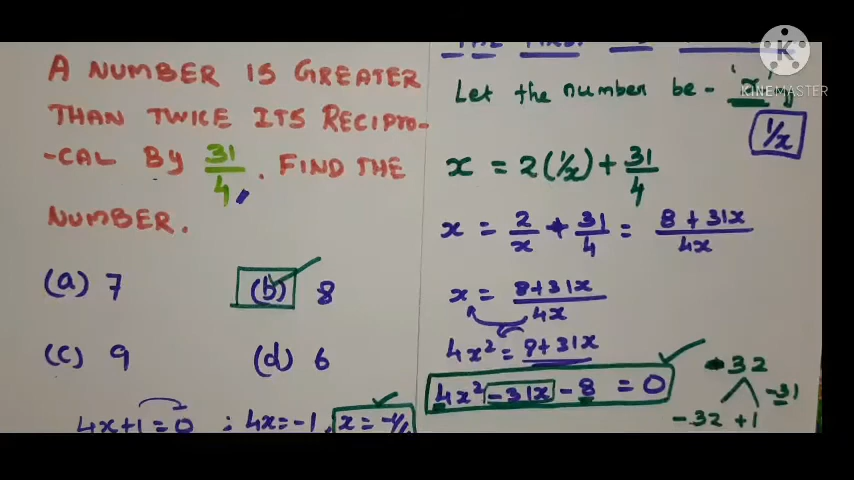 A NUMBER IS GREATER
THAN TWICE ITS RECIPRO-
-CAL BY 31/4. FIND THE
NUMBER.
(a) 7
(b) 8
(c) 9
(d) 6
4x+1=0 ; 4x=-1, x=-1/4
KINEMASTER
Let the number be - 'x'
1/x
x = 2(1/x) + 31/4
x = 2/x + 31/4 = 8+31x/4x
x = 8+31x/4x
4x² = 8+31x
4x² -31x -8 = 0
-32
-31
-32 +1